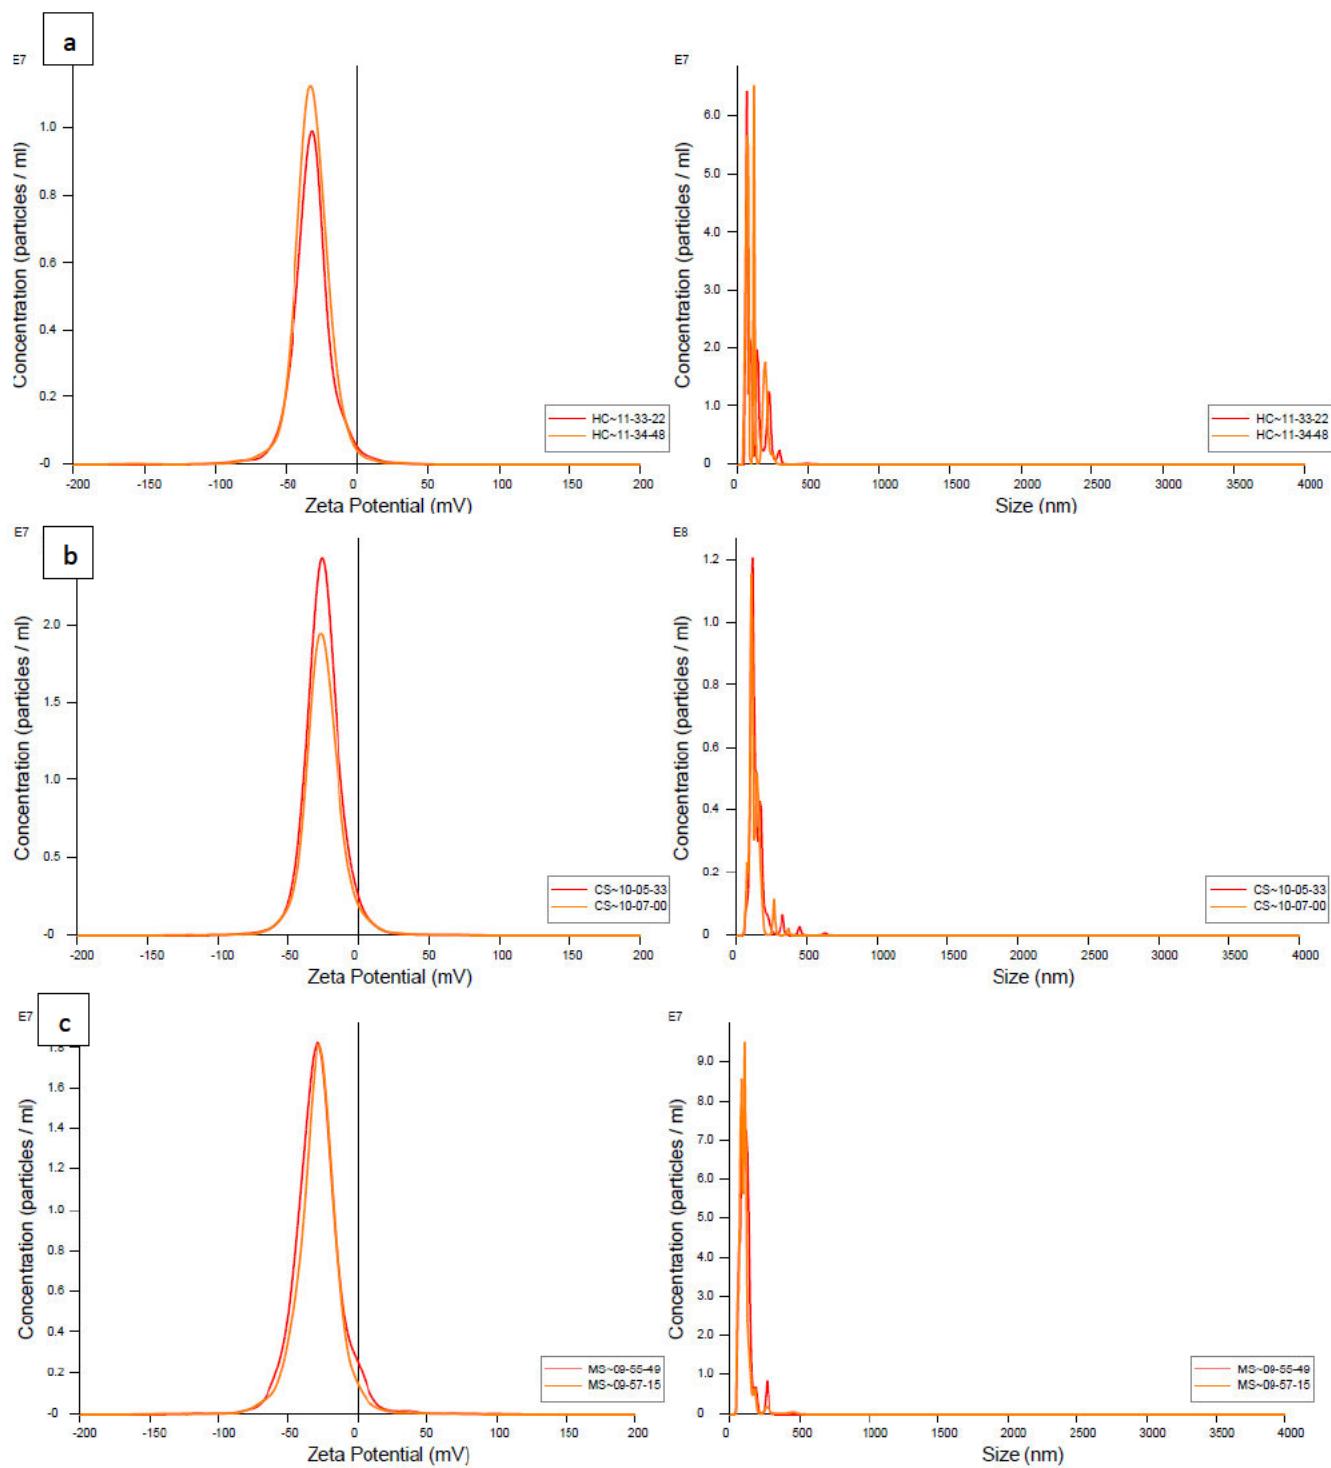 a
E7
Concentration (particles / ml)
1.0
0.8
0.6
0.4
0.2
-0
-200 -150 -100 -50 0 50 100 150 200
Zeta Potential (mV)
HC~11-33-22
HC~11-34-48
E7
Concentration (particles / ml)
6.0
5.0
4.0
3.0
2.0
1.0
0
0 500 1000 1500 2000 2500 3000 3500 4000
Size (nm)
HC~11-33-22
HC~11-34-48
b
E7
Concentration (particles / ml)
2.0
1.5
1.0
0.5
-0
-200 -150 -100 -50 0 50 100 150 200
Zeta Potential (mV)
CS~10-05-33
CS~10-07-00
E8
Concentration (particles / ml)
1.2
1.0
0.8
0.6
0.4
0.2
0
0 500 1000 1500 2000 2500 3000 3500 4000
Size (nm)
CS~10-05-33
CS~10-07-00
c
E7
Concentration (particles / ml)
1.8
1.6
1.4
1.2
1.0
0.8
0.6
0.4
0.2
-0
-200 -150 -100 -50 0 50 100 150 200
Zeta Potential (mV)
MS~09-55-49
MS~09-57-15
E7
Concentration (particles / ml)
9.0
8.0
7.0
6.0
5.0
4.0
3.0
2.0
1.0
0
0 500 1000 1500 2000 2500 3000 3500 4000
Size (nm)
MS~09-55-49
MS~09-57-15